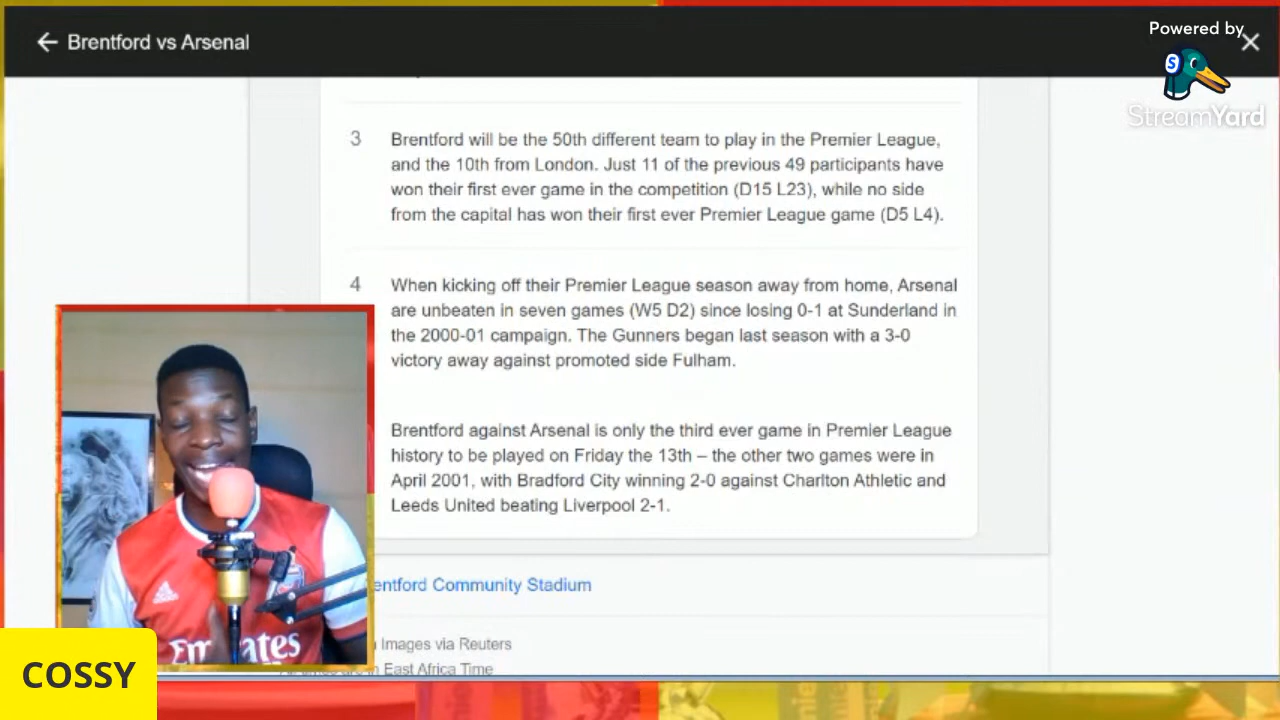 Brentford vs Arsenal
Powered by
StreamYard
3
Brentford will be the 50th different team to play in the Premier League,
and the 10th from London. Just 11 of the previous 49 participants have
won their first ever game in the competition (D15 L23), while no side
from the capital has won their first ever Premier League game (D5 L4).
4
When kicking off their Premier League season away from home, Arsenal
are unbeaten in seven games (W5 D2) since losing 0-1 at Sunderland in
the 2000-01 campaign. The Gunners began last season with a 3-0
victory away against promoted side Fulham.
Brentford against Arsenal is only the third ever game in Premier League
history to be played on Friday the 13th – the other two games were in
April 2001, with Bradford City winning 2-0 against Charlton Athletic and
Leeds United beating Liverpool 2-1.
entford Community Stadium
Images via Reuters
in East Africa Time
Emirates
COSSY